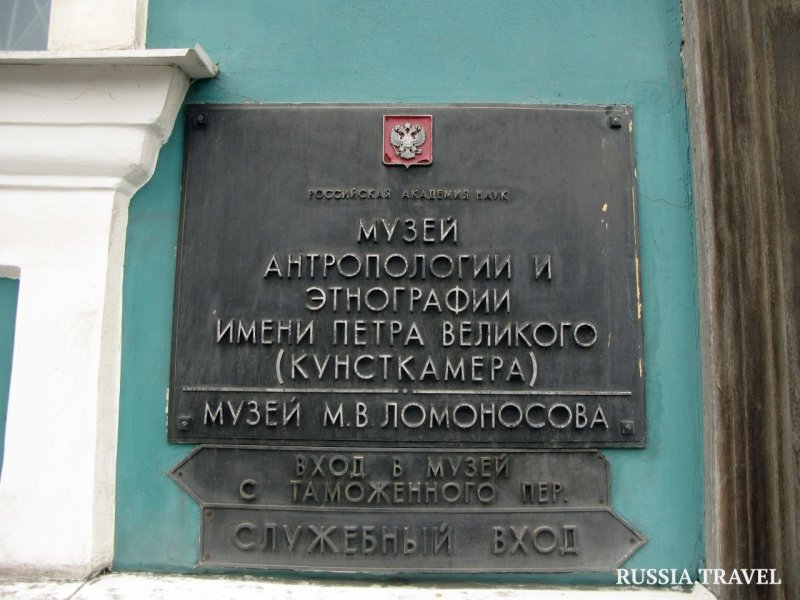 РОССИЙСКАЯ АКАДЕМИЯ НАУК
МУЗЕЙ
АНТРОПОЛОГИИ И
ЭТНОГРАФИИ
ИМЕНИ ПЕТРА ВЕЛИКОГО
(КУНСТКАМЕРА)
МУЗЕЙ М.В ЛОМОНОСОВА
ВХОД В МУЗЕЙ
С ТАМОЖЕННОГО ПЕР.
СЛУЖЕБНЫЙ ВХОД
RUSSIA.TRAVEL